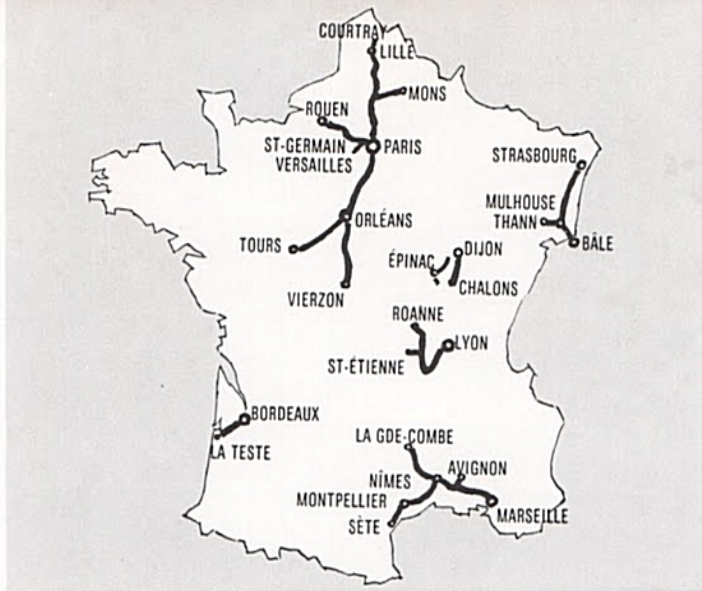 COURTRAY
LILLE
MONS
ROUEN
ST-GERMAIN
VERSAILLES
PARIS
STRASBOURG
MULHOUSE
THANN
BÂLE
ORLÉANS
TOURS
DIJON
ÉPINAC
CHALONS
VIERZON
ROANNE
LYON
ST-ÉTIENNE
BORDEAUX
LA TESTE
LA GDE-COMBE
AVIGNON
NÎMES
MONTPELLIER
MARSEILLE
SÈTE